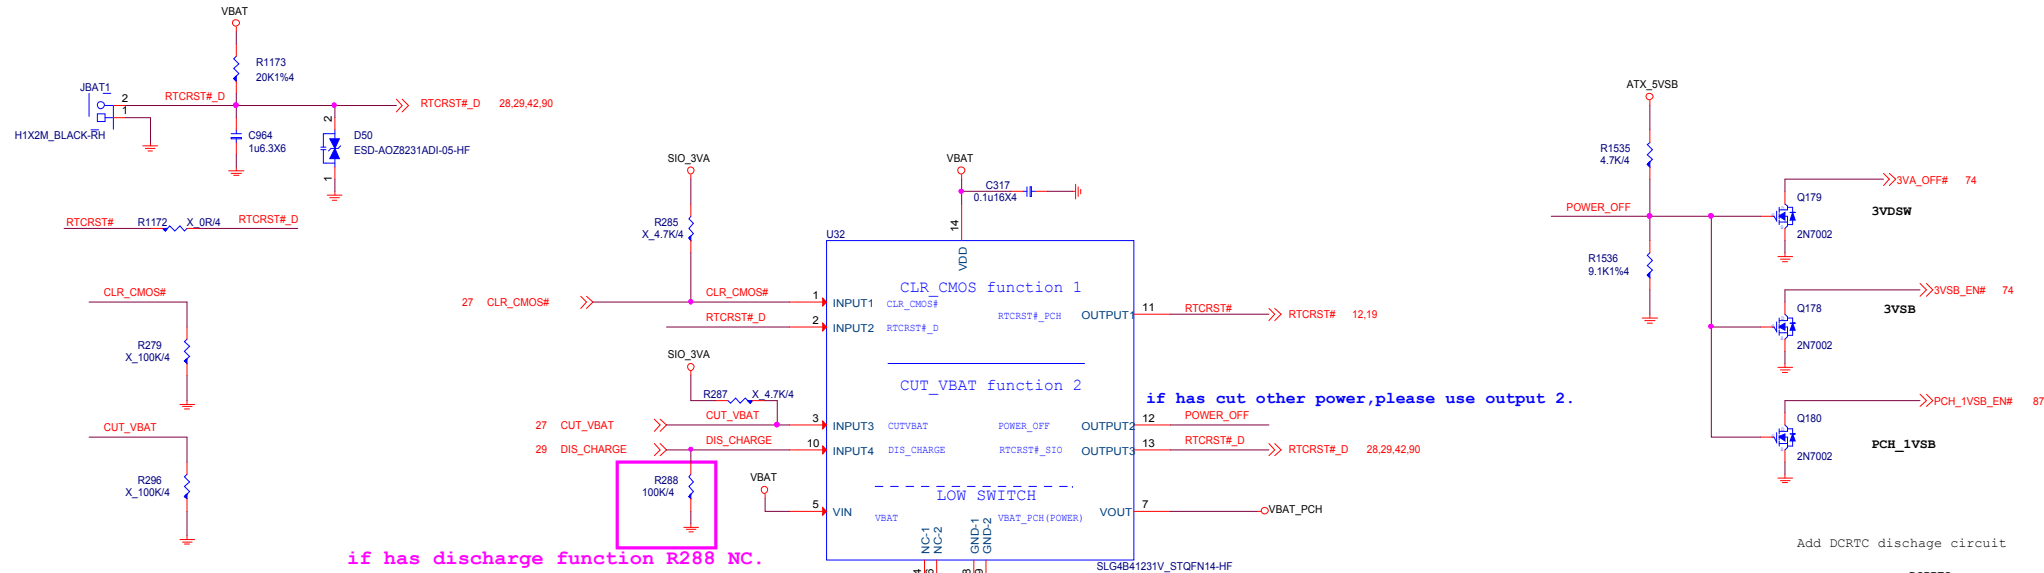 VBAT
R1173
20K1%4
JBAT1
2
1
RTCRST#_D
RTCRST#_D 28,29,42,90
H1X2M_BLACK-RH
C964
1u6.3X6
2
D50
ESD-AOZ8231ADI-05-HF
1
RTCRST#
R1172
X_0R/4
RTCRST#_D
CLR_CMOS#
R279
X_100K/4
CUT_VBAT
R296
X_100K/4
SIO_3VA
R285
X_4.7K/4
27 CLR_CMOS#
CLR_CMOS#
RTCRST#_D
SIO_3VA
R287
X_4.7K/4
27 CUT_VBAT
CUT_VBAT
29 DIS_CHARGE
DIS_CHARGE
R288
100K/4
VBAT
if has discharge function R288 NC.
VBAT
C317
0.1u16X4
U32
14
VDD
CLR_CMOS function 1
1
INPUT1
CLR_CMOS#
2
INPUT2
RTCRST#_D
RTCRST#_PCH
OUTPUT1
11
RTCRST#
RTCRST# 12,19
CUT_VBAT function 2
if has cut other power,please use output 2.
3
INPUT3
CUTVBAT
POWER_OFF
OUTPUT2
12
POWER_OFF
10
INPUT4
DIS_CHARGE
RTCRST#_SIO
OUTPUT3
13
RTCRST#_D
RTCRST#_D 28,29,42,90
LOW SWITCH
5
VIN
VBAT
VBAT_PCH(POWER)
VOUT
7
VBAT_PCH
NC-1
NC-2
GND-1
GND-2
SLG4B41231V_STQFN14-HF
ATX_5VSB
R1535
4.7K/4
POWER_OFF
R1536
9.1K1%4
3VA_OFF# 74
Q179
3VDSW
2N7002
3VSB_EN# 74
Q178
3VSB
2N7002
PCH_1VSB_EN# 87
Q180
PCH_1VSB
2N7002
Add DCRTC dischage circuit